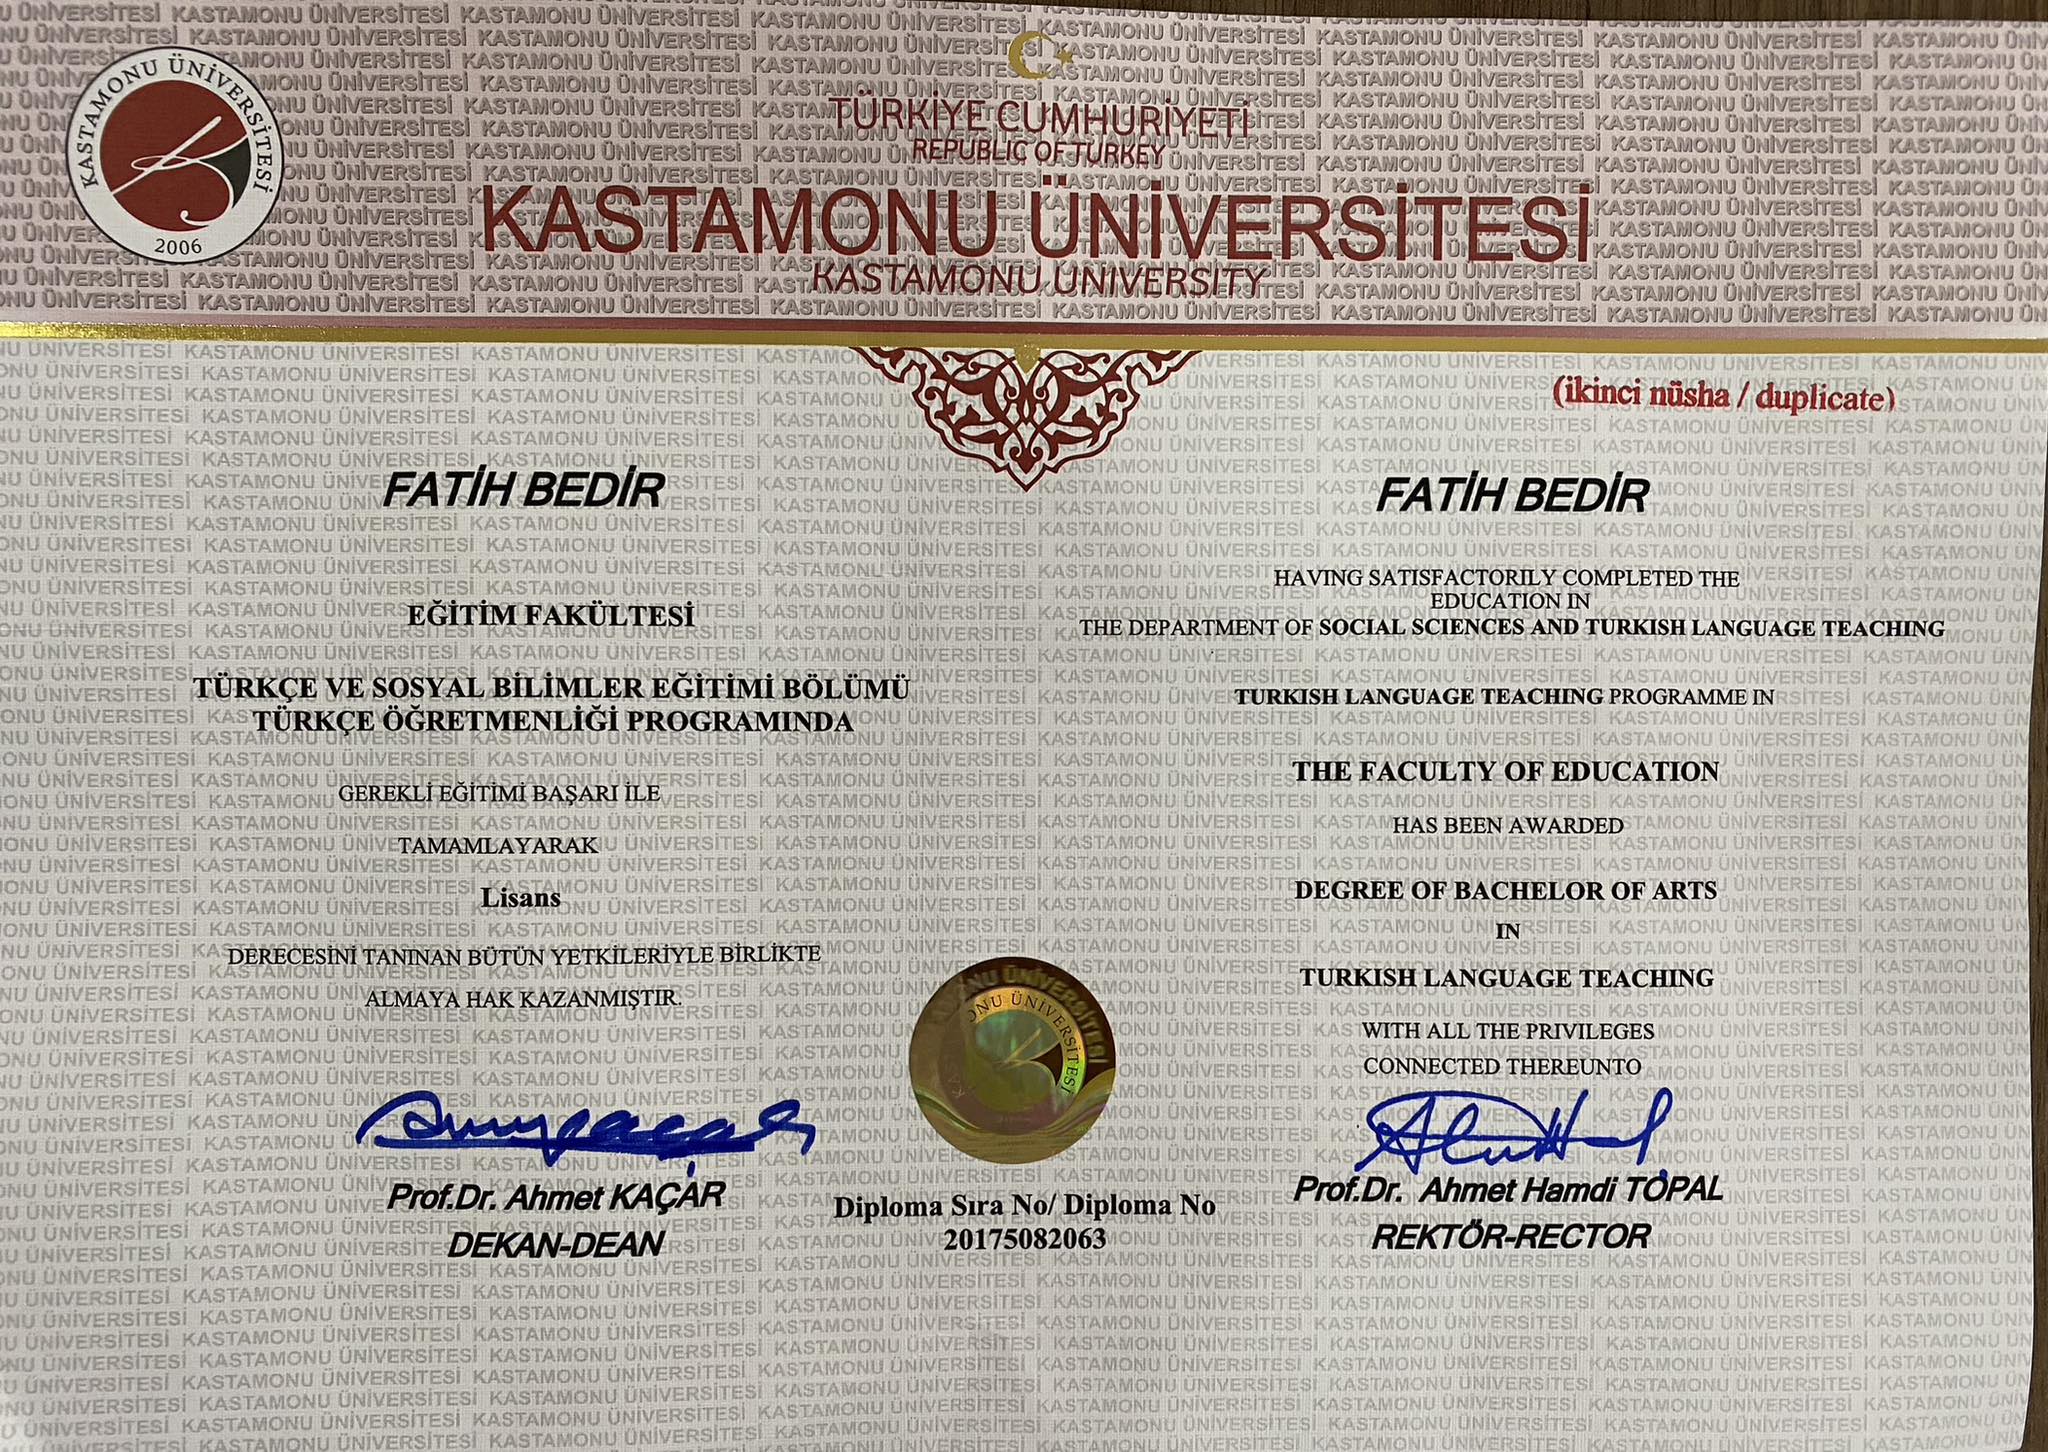 KASTAMONU ÜNİVERSİTESİ
2006
TÜRKİYE CUMHURİYETİ
REPUBLIC OF TURKEY
KASTAMONU ÜNİVERSİTESİ
KASTAMONU UNIVERSITY
(ikinci nüsha / duplicate)
FATİH BEDİR
EĞİTİM FAKÜLTESİ
TÜRKÇE VE SOSYAL BİLİMLER EĞİTİMİ BÖLÜMÜ
TÜRKÇE ÖĞRETMENLİĞİ PROGRAMINDA
GEREKLİ EĞİTİMİ BAŞARI İLE
TAMAMLAYARAK
Lisans
DERECESİNİ TANINAN BÜTÜN YETKİLERİYLE BİRLİKTE
ALMAYA HAK KAZANMIŞTIR.
Prof.Dr. Ahmet KAÇAR
DEKAN-DEAN
Diploma Sıra No/ Diploma No
20175082063
FATİH BEDİR
HAVING SATISFACTORILY COMPLETED THE
EDUCATION IN
THE DEPARTMENT OF SOCIAL SCIENCES AND TURKISH LANGUAGE TEACHING
TURKISH LANGUAGE TEACHING PROGRAMME IN
THE FACULTY OF EDUCATION
HAS BEEN AWARDED
DEGREE OF BACHELOR OF ARTS
IN
TURKISH LANGUAGE TEACHING
WITH ALL THE PRIVILEGES
CONNECTED THEREUNTO
Prof.Dr. Ahmet Hamdi TOPAL
REKTÖR-RECTOR